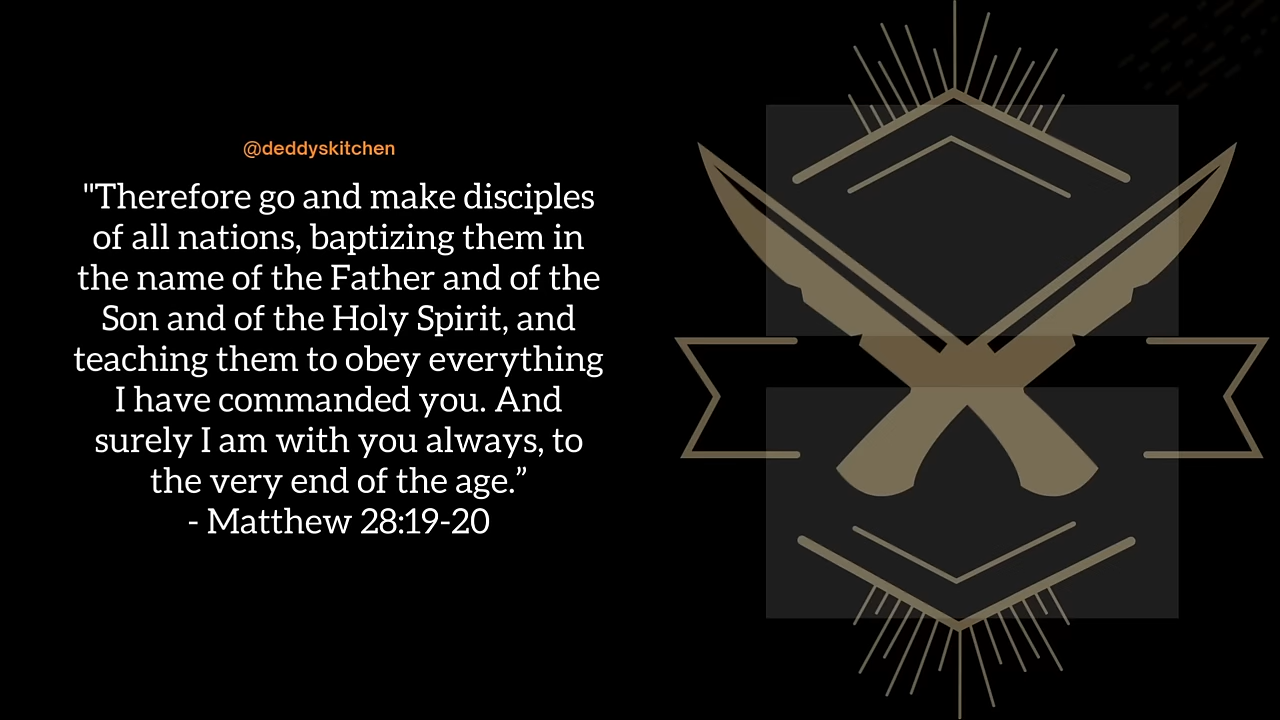 @deddyskitchen
"Therefore go and make disciples
of all nations, baptizing them in
the name of the Father and of the
Son and of the Holy Spirit, and
teaching them to obey everything
I have commanded you. And
surely I am with you always, to
the very end of the age.”
- Matthew 28:19-20